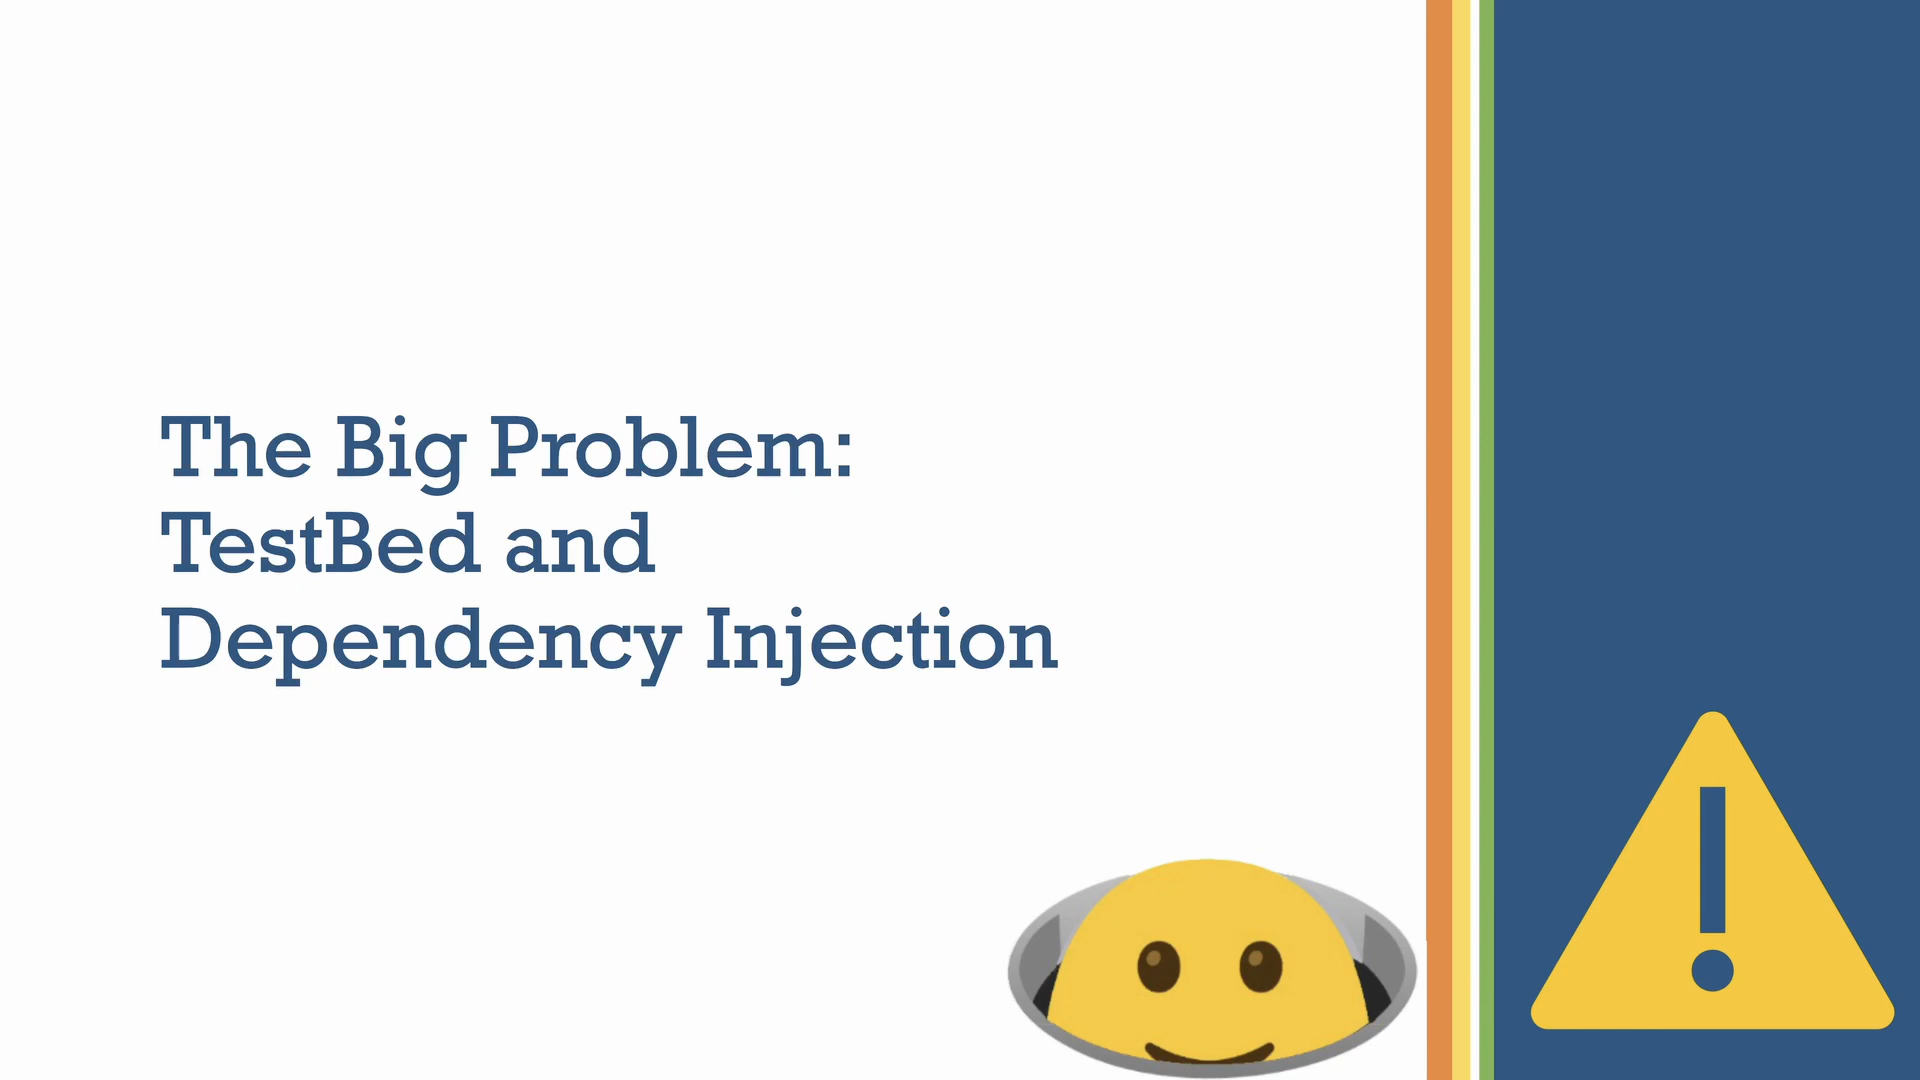 The Big Problem:
TestBed and
Dependency Injection